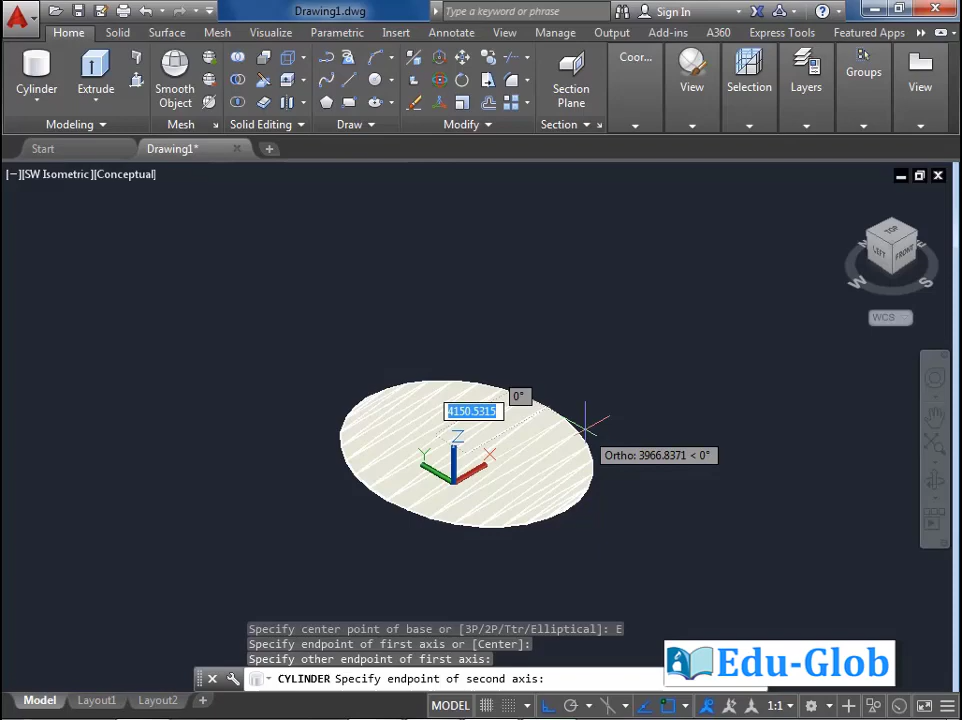 Drawing1.dwg
Type a keyword or phrase
Sign In
Home Solid Surface Mesh Visualize Parametric Insert Annotate View Manage Output Add-ins A360 Express Tools Featured Apps
Cylinder
Extrude
Smooth
Object
Section
Plane
Coor...
View
Selection
Layers
Groups
View
Modeling
Mesh
Solid Editing
Draw
Modify
Section
Start
Drawing1*
[−][SW Isometric][Conceptual]
TOP
LEFT
FRONT
W
S
WCS
0°
4150.5315
Z
Y
X
Ortho: 3966.8371 < 0°
Specify center point of base or [3P/2P/Ttr/Elliptical]: E
Specify endpoint of first axis or [Center]:
Specify other endpoint of first axis:
CYLINDER Specify endpoint of second axis:
Edu-Glob
Model Layout1 Layout2 +
MODEL
1:1